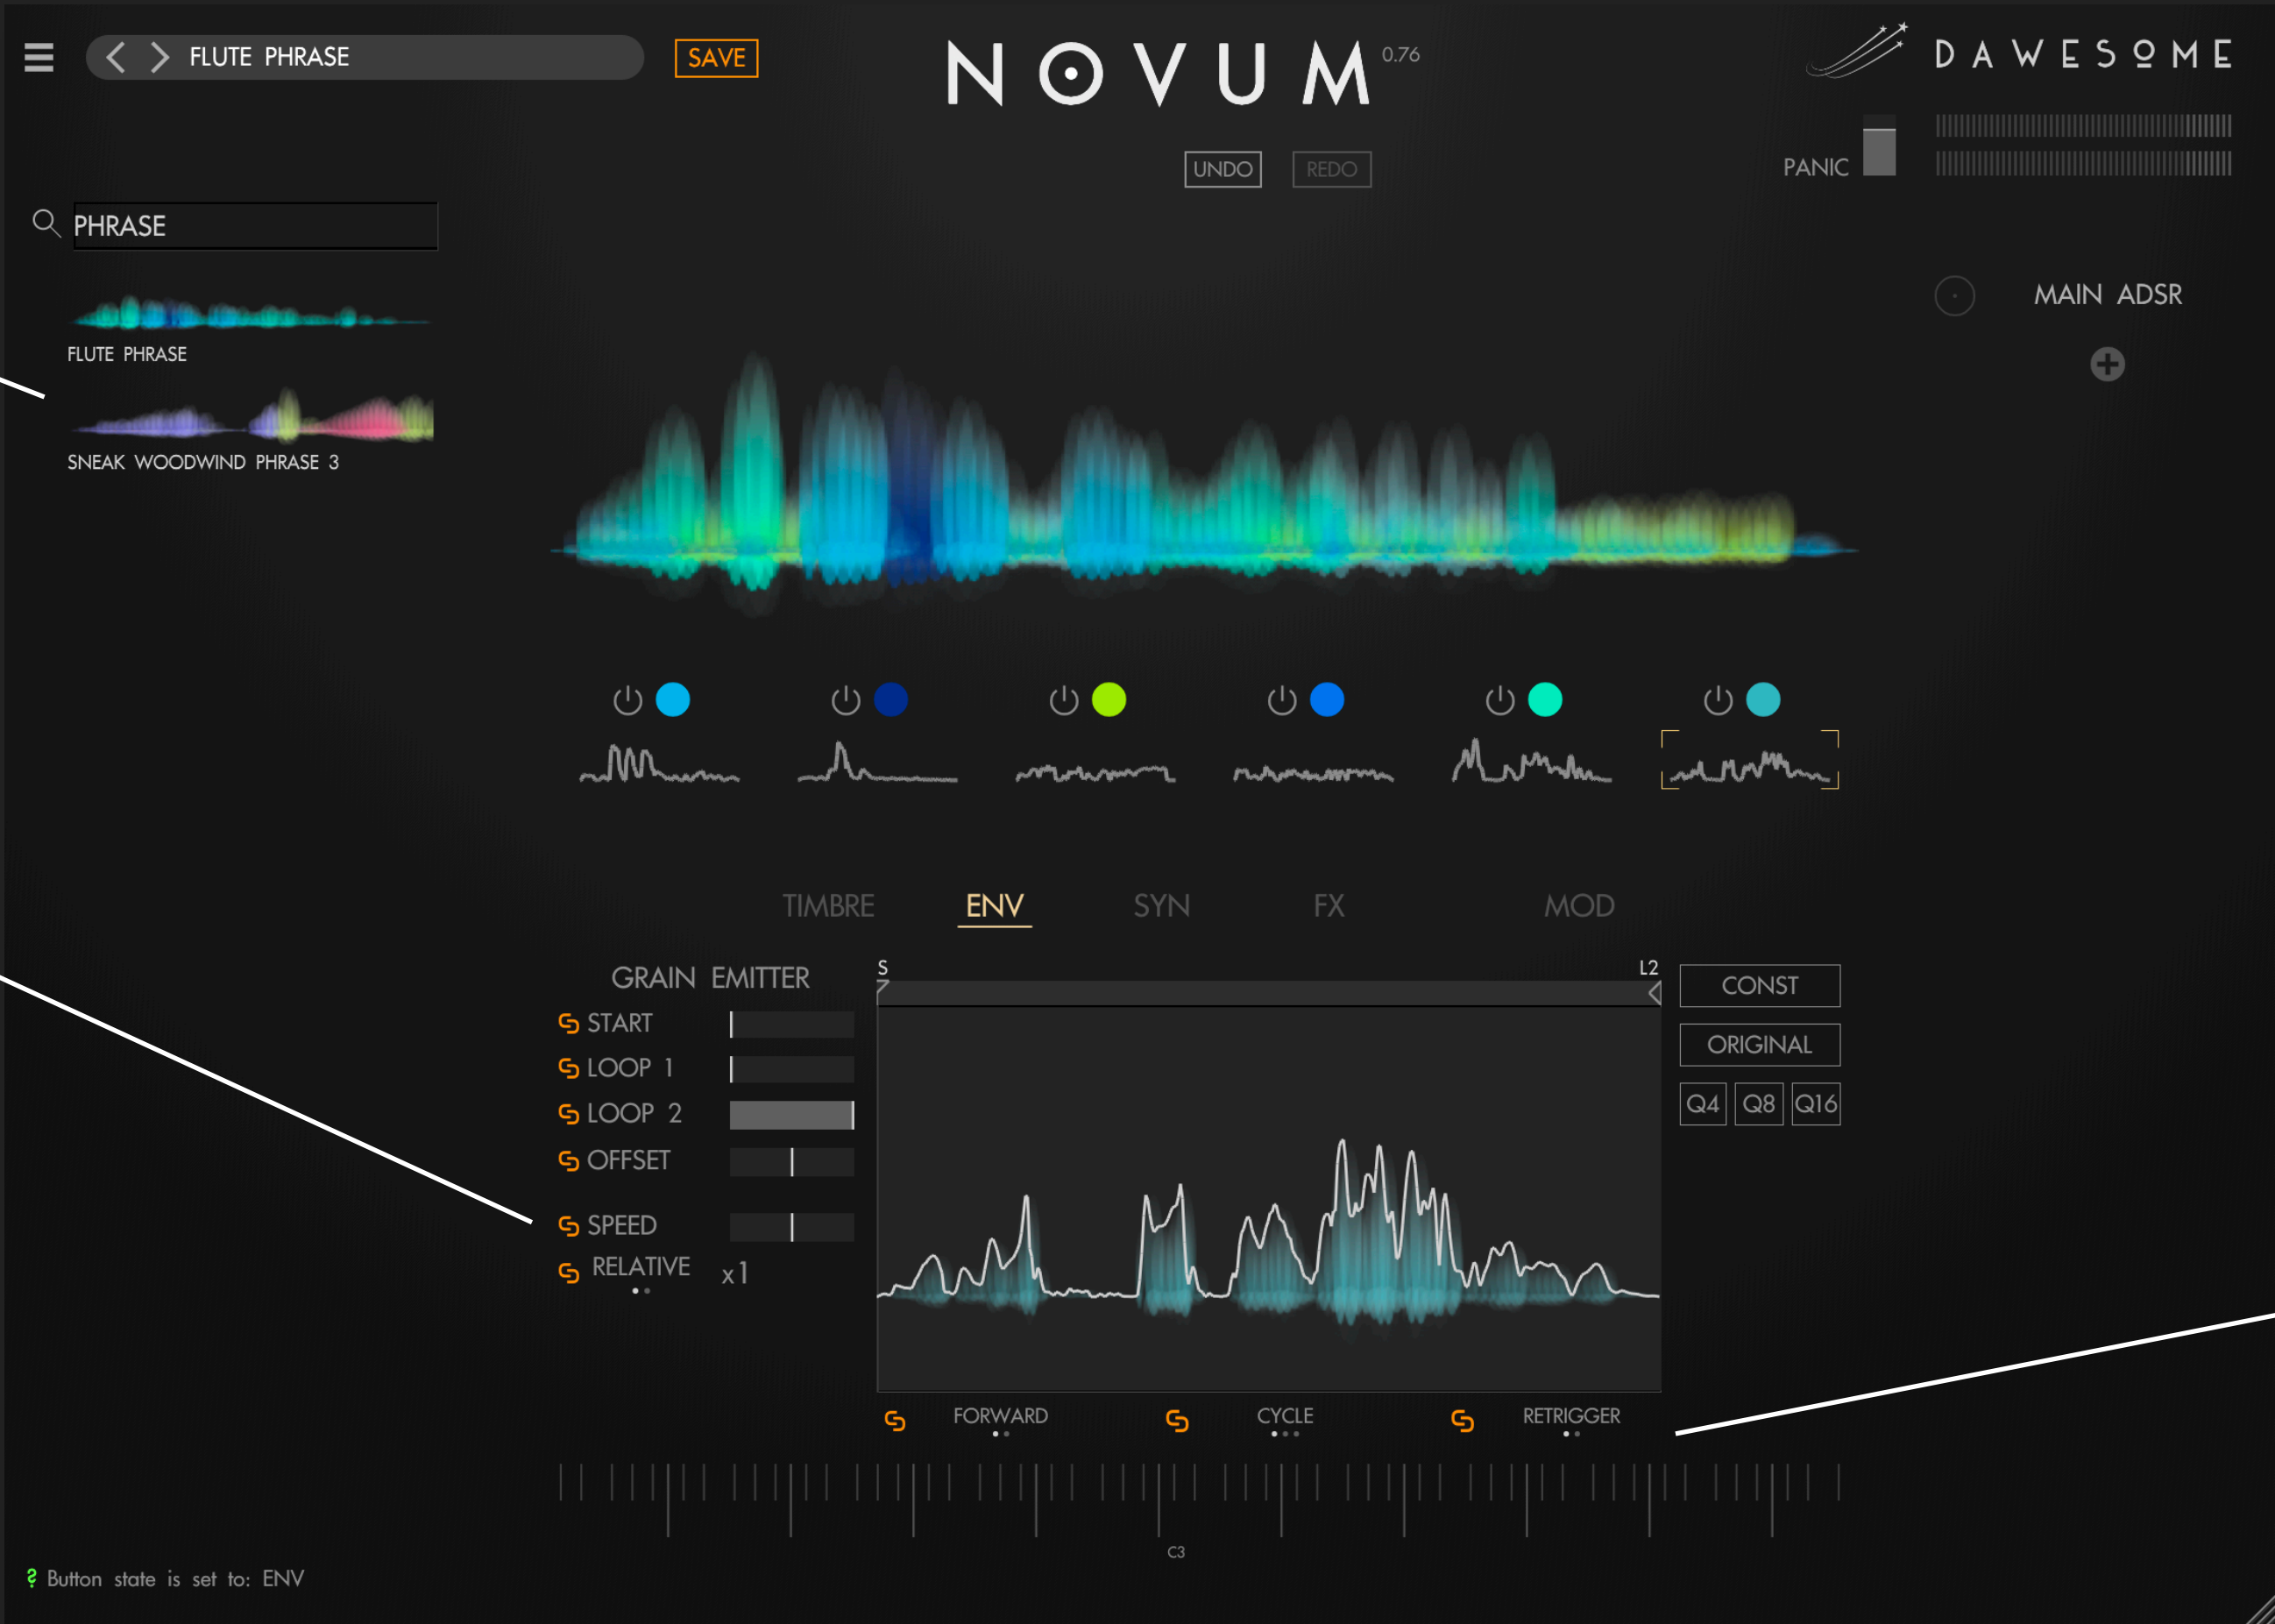 FLUTE PHRASE
SAVE
NOVUM 0.76
DAWESOME
UNDO
REDO
PANIC
PHRASE
MAIN ADSR
FLUTE PHRASE
SNEAK WOODWIND PHRASE 3
TIMBRE
ENV
SYN
FX
MOD
GRAIN EMITTER
S
L2
START
LOOP 1
LOOP 2
OFFSET
SPEED
RELATIVE x1
CONST
ORIGINAL
Q4 Q8 Q16
FORWARD
CYCLE
RETRIGGER
C3
? Button state is set to: ENV